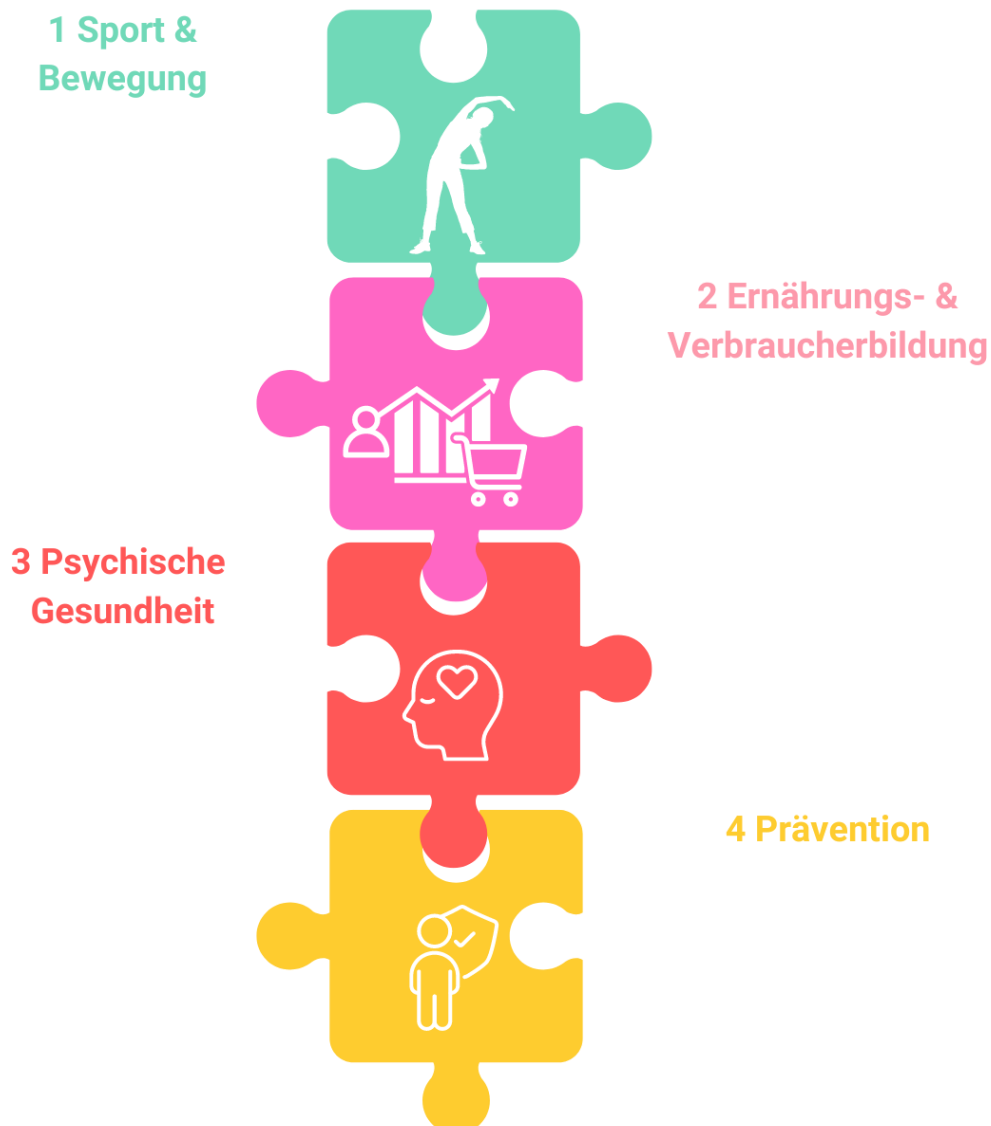 1 Sport &
Bewegung
2 Ernährungs- &
Verbraucherbildung
3 Psychische
Gesundheit
4 Prävention